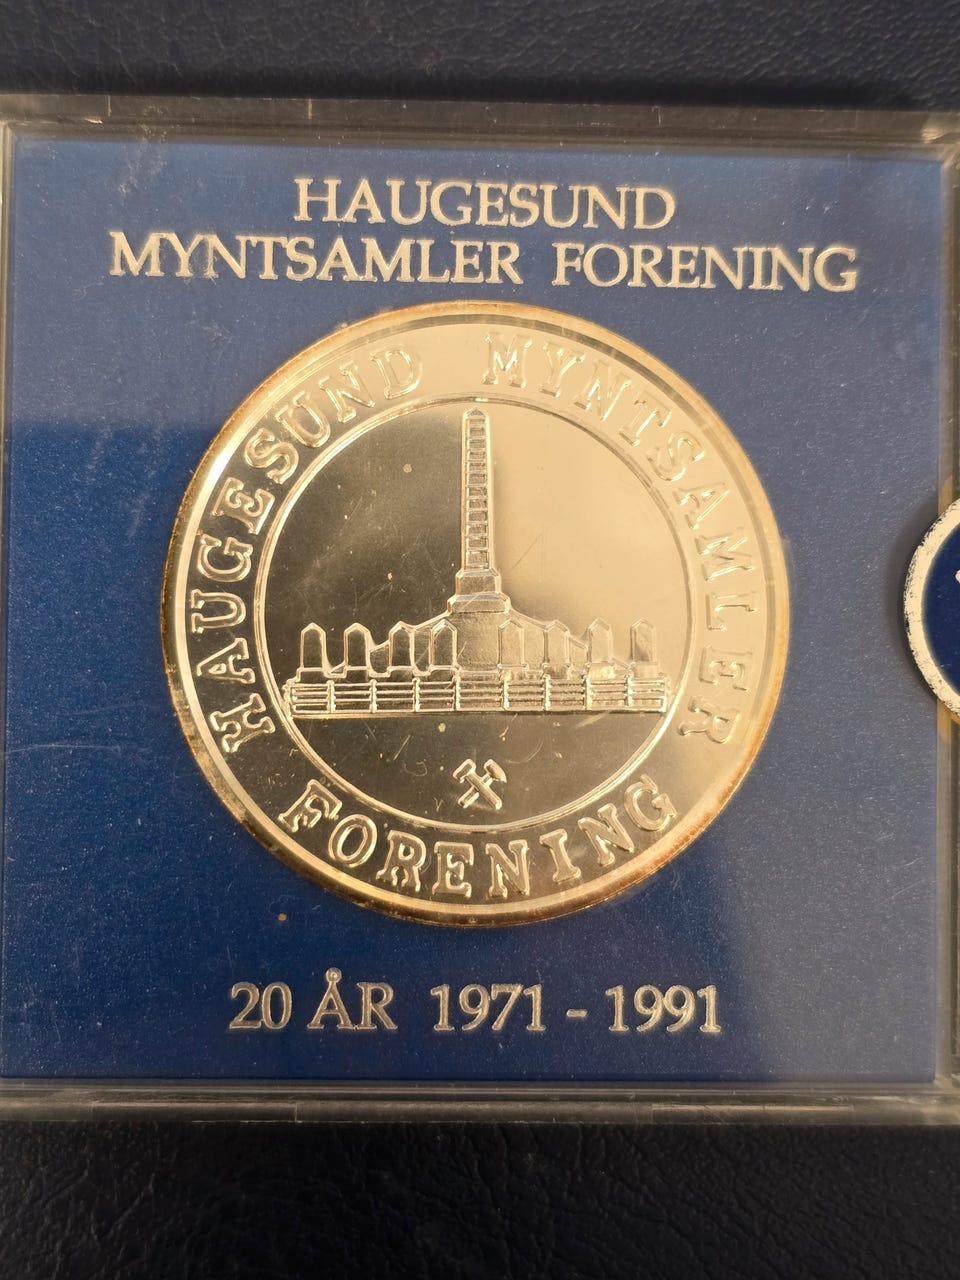 HAUGESUND
MYNTSAMLER FORENING
HAUGESUND MYNTSAMLER
FORENING
20 ÅR 1971 - 1991